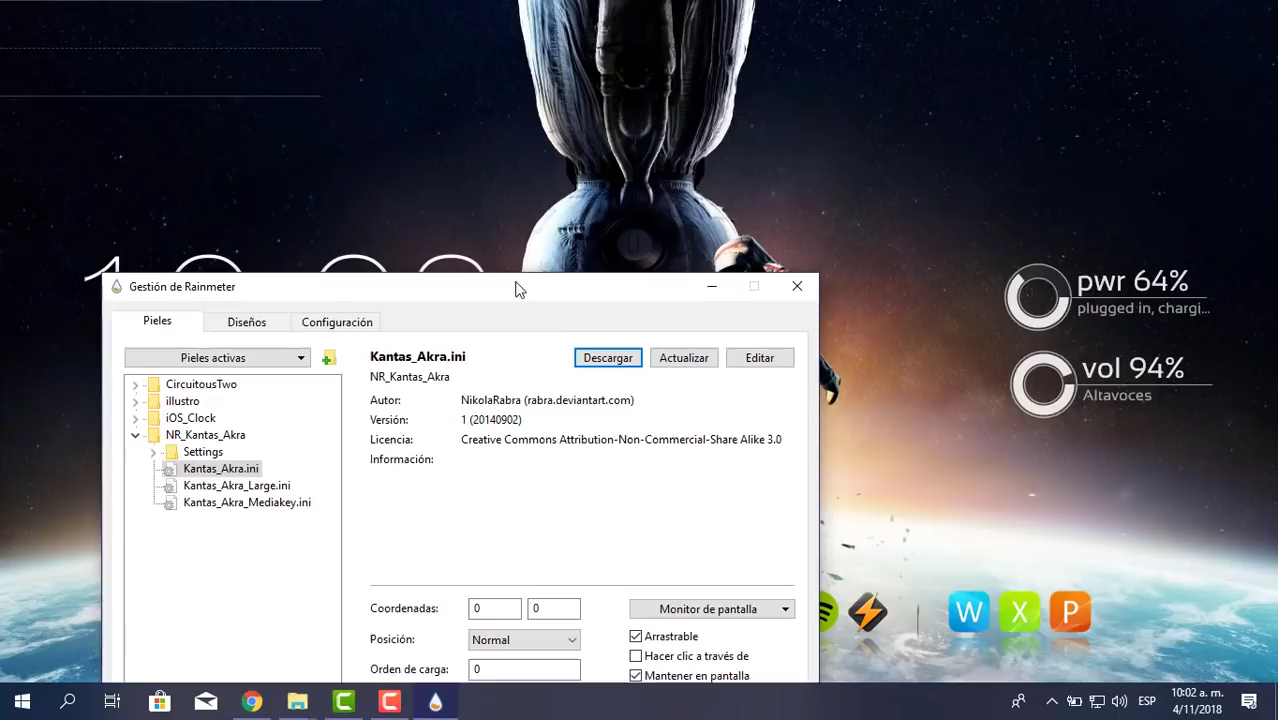 pwr 64%
plugged in, chargi...
vol 94%
Altavoces
Gestión de Rainmeter
Pieles
Diseños
Configuración
Pieles activas
CircuitousTwo
illustro
iOS_Clock
NR_Kantas_Akra
Settings
Kantas_Akra.ini
Kantas_Akra_Large.ini
Kantas_Akra_Mediakey.ini
Kantas_Akra.ini
NR_Kantas_Akra
Descargar
Actualizar
Editar
Autor: NikolaRabra (rabra.deviantart.com)
Versión: 1 (20140902)
Licencia: Creative Commons Attribution-Non-Commercial-Share Alike 3.0
Información:
Coordenadas: 0 0
Posición: Normal
Orden de carga: 0
Monitor de pantalla
Arrastrable
Hacer clic a través de
Mantener en pantalla
W X P
ESP
10:02 a. m.
4/11/2018